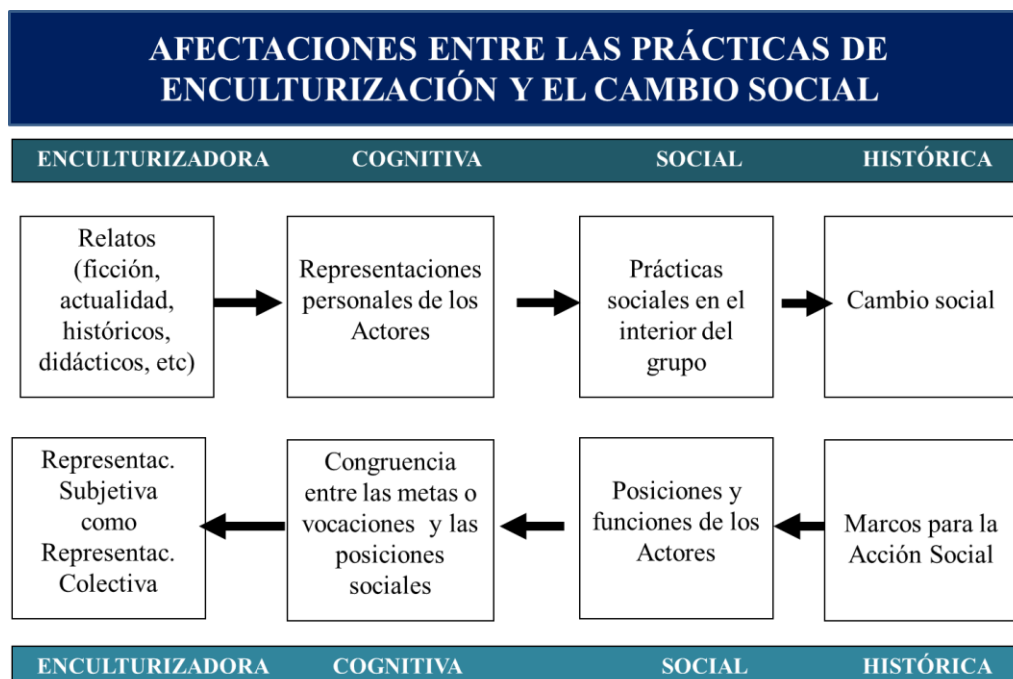 AFECTACIONES ENTRE LAS PRÁCTICAS DE
ENCULTURIZACIÓN Y EL CAMBIO SOCIAL
ENCULTURIZADORA COGNITIVA SOCIAL HISTÓRICA
Relatos
(ficción,
actualidad,
históricos,
didácticos, etc)
Representaciones
personales de los
Actores
Prácticas
sociales en el
interior del
grupo
Cambio social
Representac.
Subjetiva
como
Representac.
Colectiva
Congruencia
entre las metas o
vocaciones y las
posiciones
sociales
Posiciones y
funciones de los
Actores
Marcos para la
Acción Social
ENCULTURIZADORA COGNITIVA SOCIAL HISTÓRICA